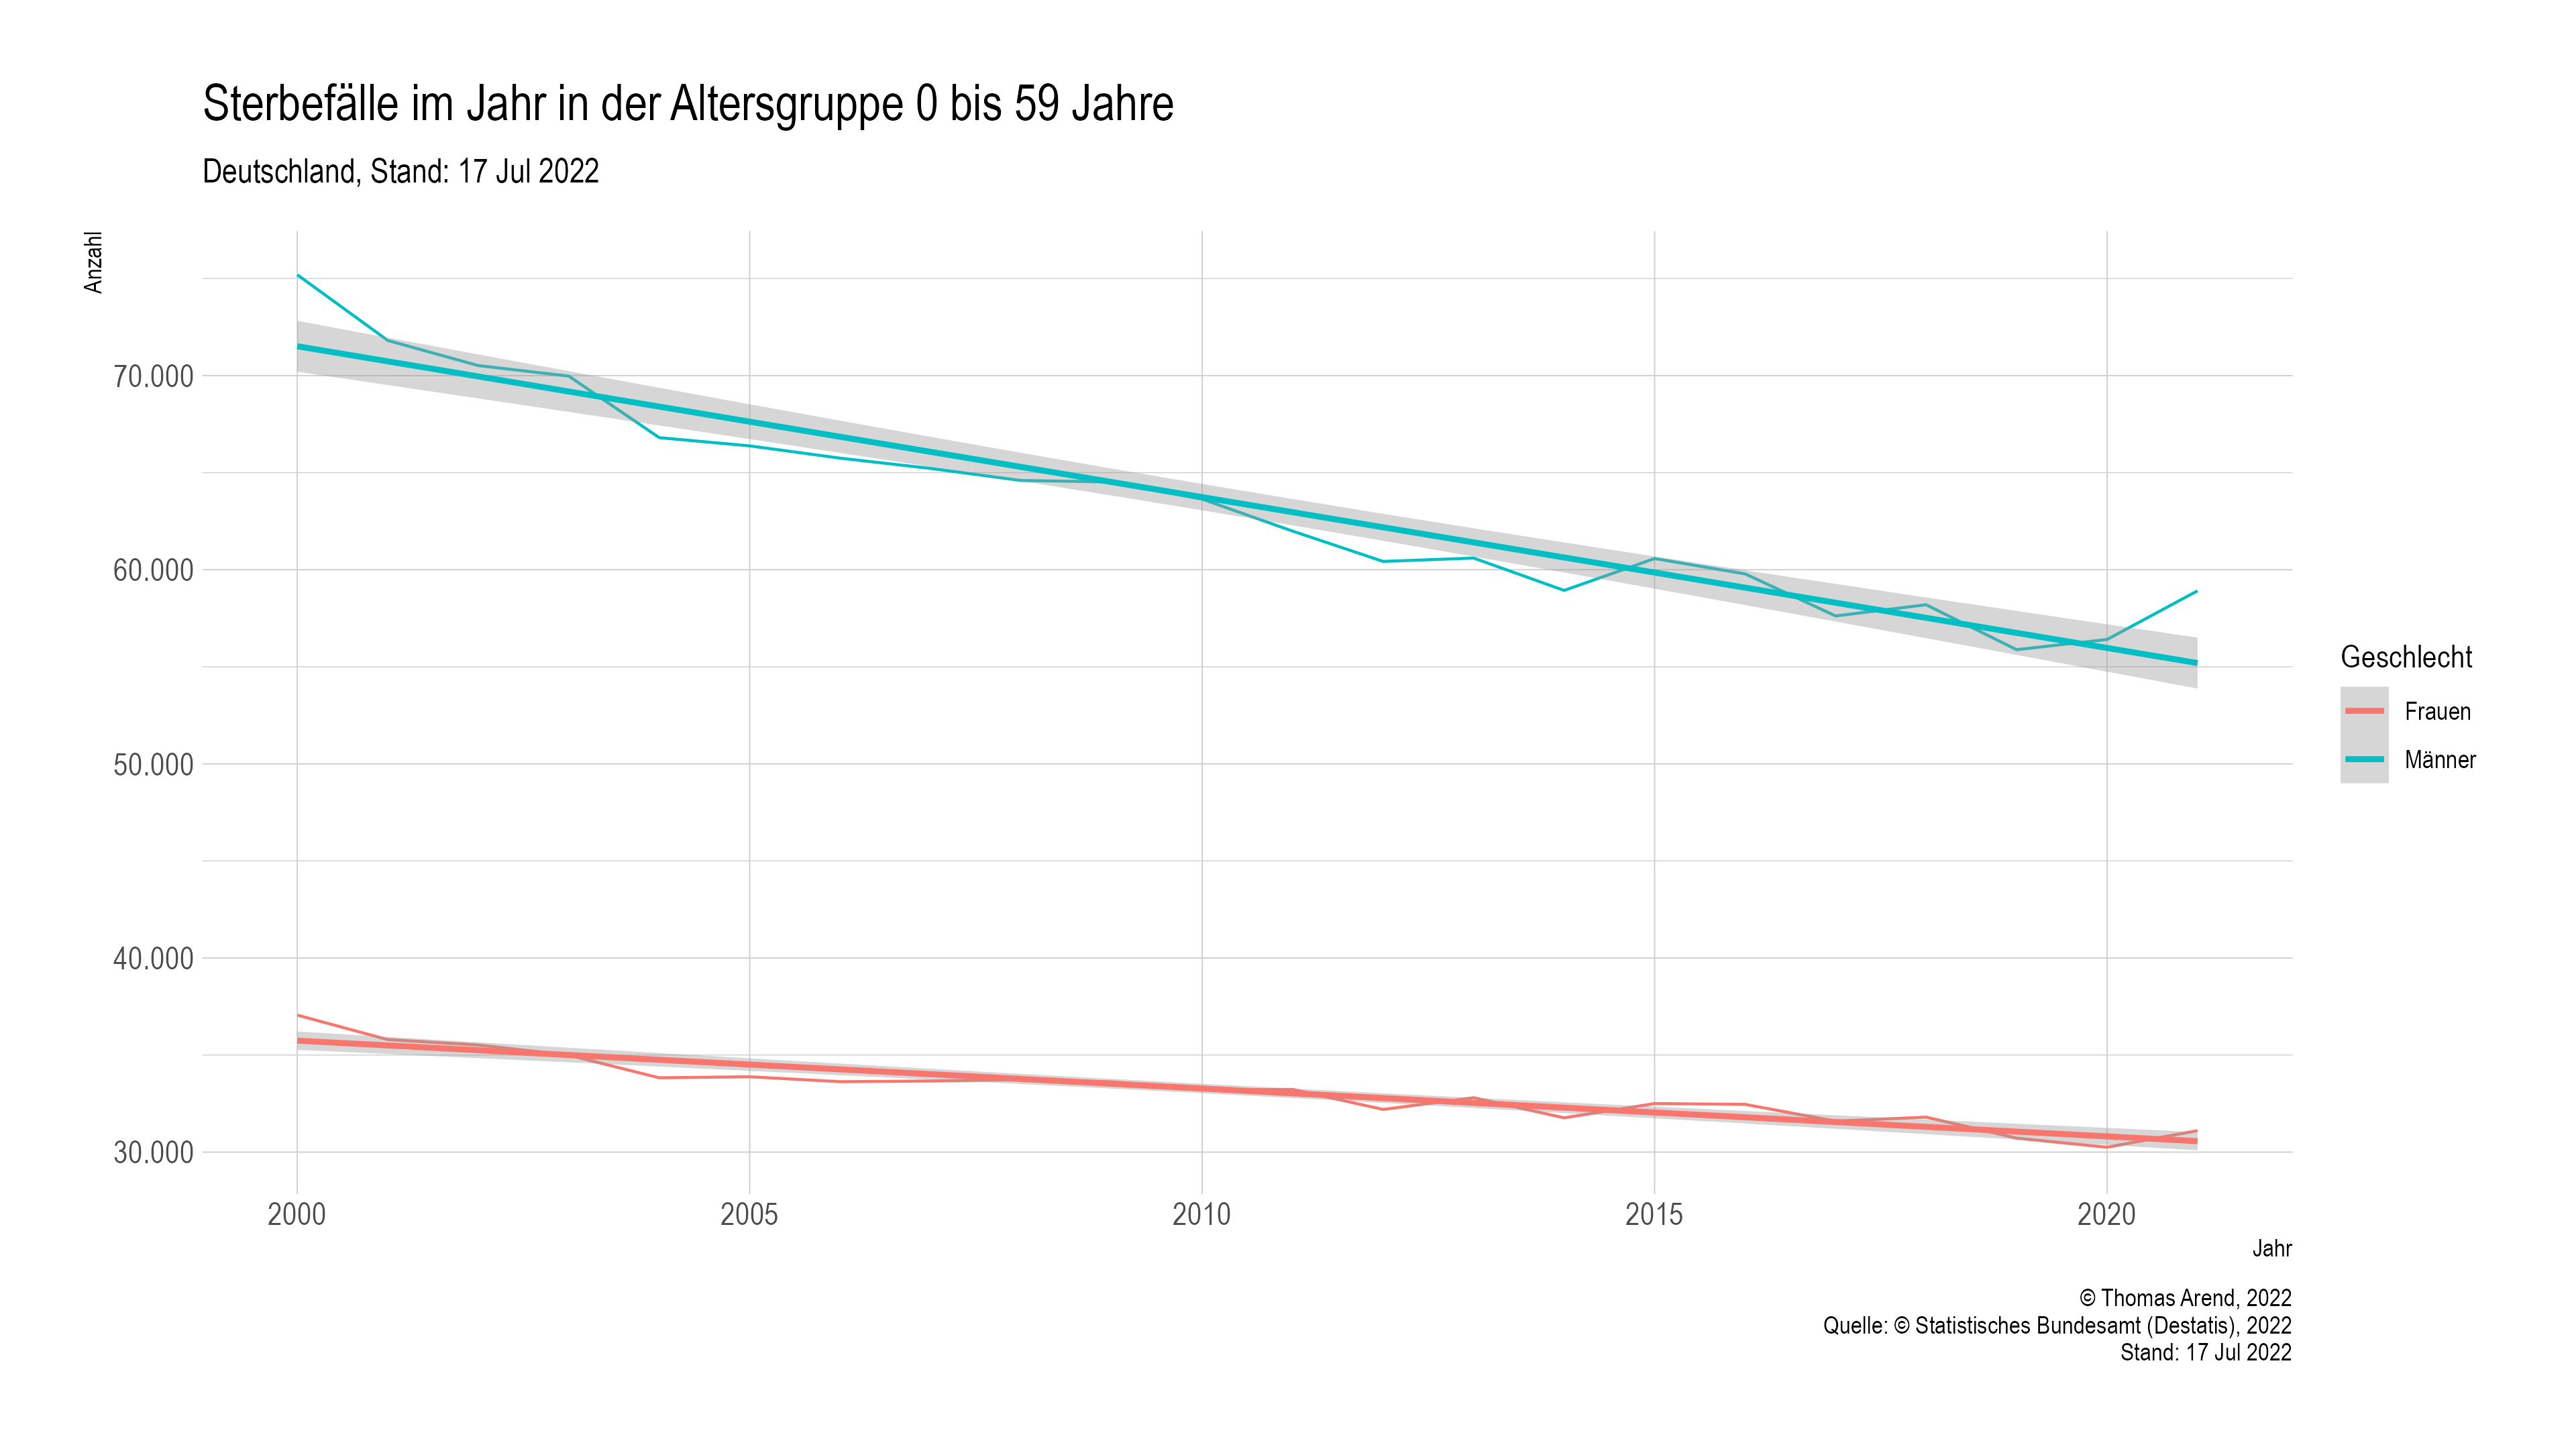 Sterbefälle im Jahr in der Altersgruppe 0 bis 59 Jahre
Deutschland, Stand: 17 Jul 2022
Anzahl
70.000
60.000
50.000
40.000
30.000
2000
2005
2010
2015
2020
Jahr
Geschlecht
Frauen
Männer
© Thomas Arend, 2022
Quelle: © Statistisches Bundesamt (Destatis), 2022
Stand: 17 Jul 2022